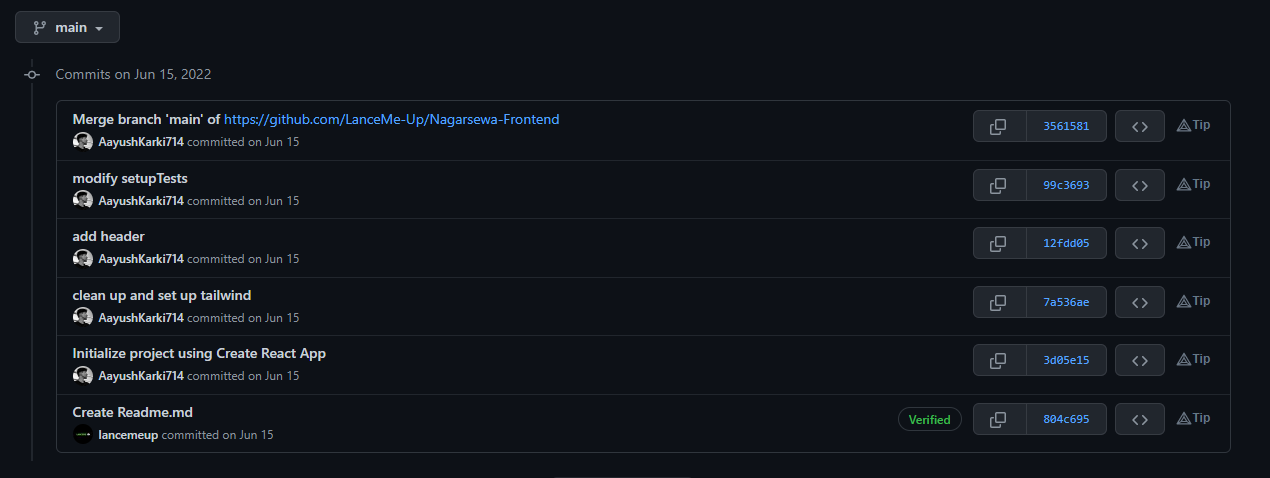 main
Commits on Jun 15, 2022
Merge branch 'main' of https://github.com/LanceMe-Up/Nagarsewa-Frontend
AayushKarki714 committed on Jun 15
3561581
Tip
modify setupTests
AayushKarki714 committed on Jun 15
99c3693
Tip
add header
AayushKarki714 committed on Jun 15
12fdd05
Tip
clean up and set up tailwind
AayushKarki714 committed on Jun 15
7a536ae
Tip
Initialize project using Create React App
AayushKarki714 committed on Jun 15
3d05e15
Tip
Create Readme.md
lancemeup committed on Jun 15
Verified
804c695
Tip